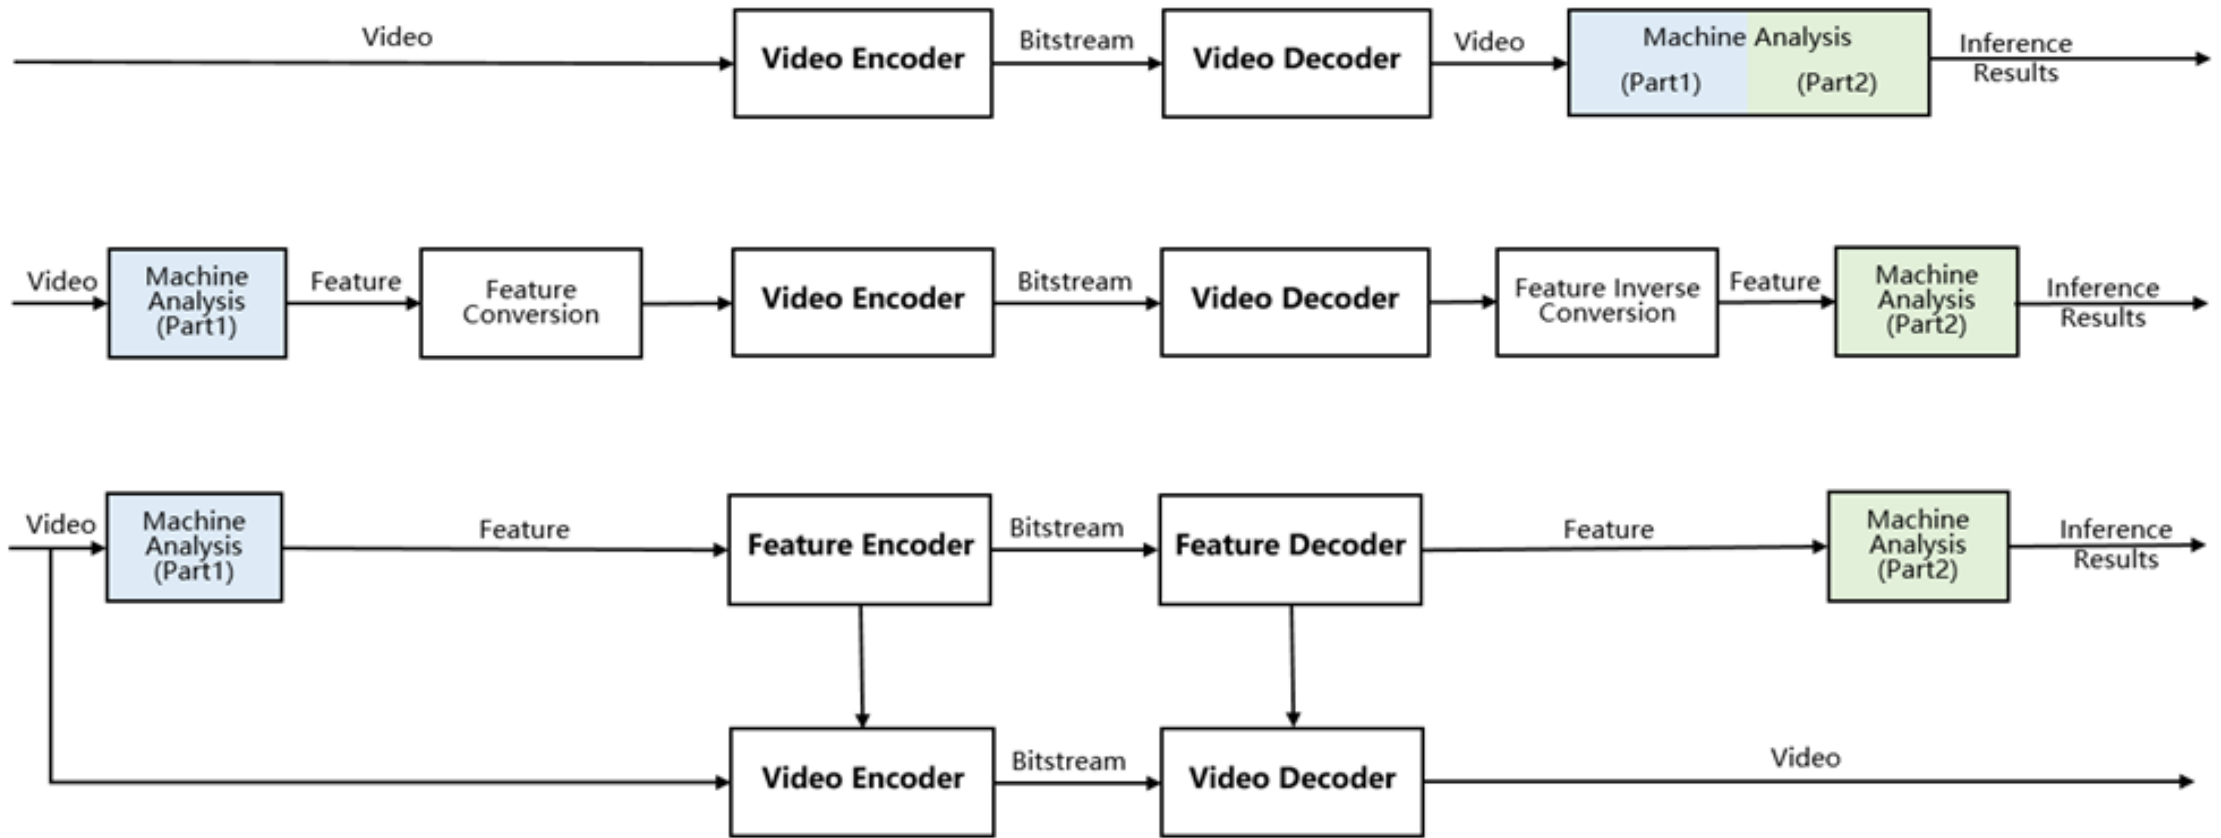 Video
Video Encoder
Bitstream
Video Decoder
Video
Machine Analysis
(Part1)
(Part2)
Inference
Results
Video
Machine
Analysis
(Part1)
Feature
Feature
Conversion
Video Encoder
Bitstream
Video Decoder
Feature Inverse
Conversion
Feature
Machine
Analysis
(Part2)
Inference
Results
Video
Machine
Analysis
(Part1)
Feature
Feature Encoder
Bitstream
Feature Decoder
Feature
Machine
Analysis
(Part2)
Inference
Results
Video Encoder
Bitstream
Video Decoder
Video